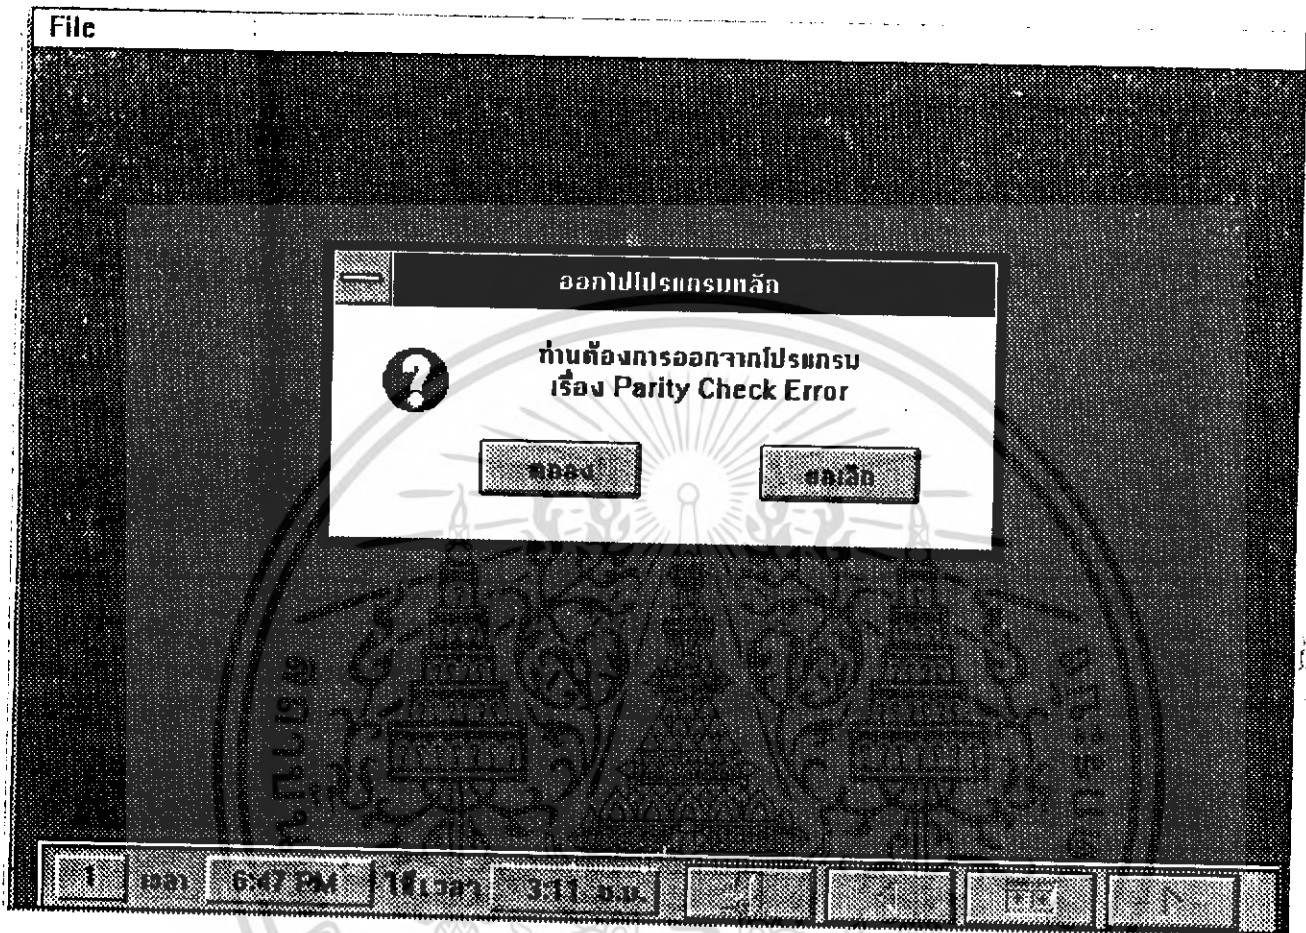 File
ออกไปโปรแกรมหลัก
ท่านต้องการออกจากโปรแกรม
เรื่อง Parity Check Error
ตกลง
ยกเลิก
1 เวลา 6:47 PM ใช้เวลา 3:11 น.น.